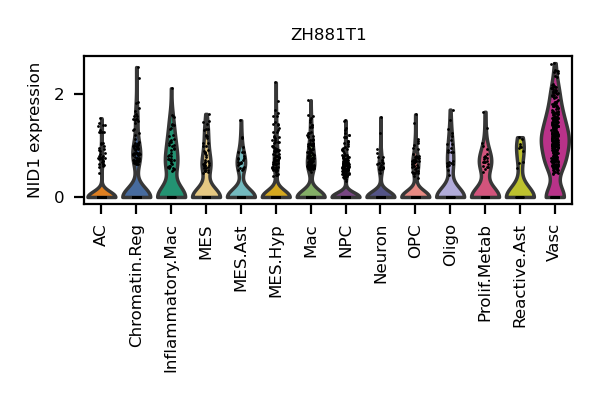 ZH881T1
NID1 expression
2
0
AC
Chromatin.Reg
Inflammatory.Mac
MES
MES.Ast
MES.Hyp
Mac
NPC
Neuron
OPC
Oligo
Prolif.Metab
Reactive.Ast
Vasc